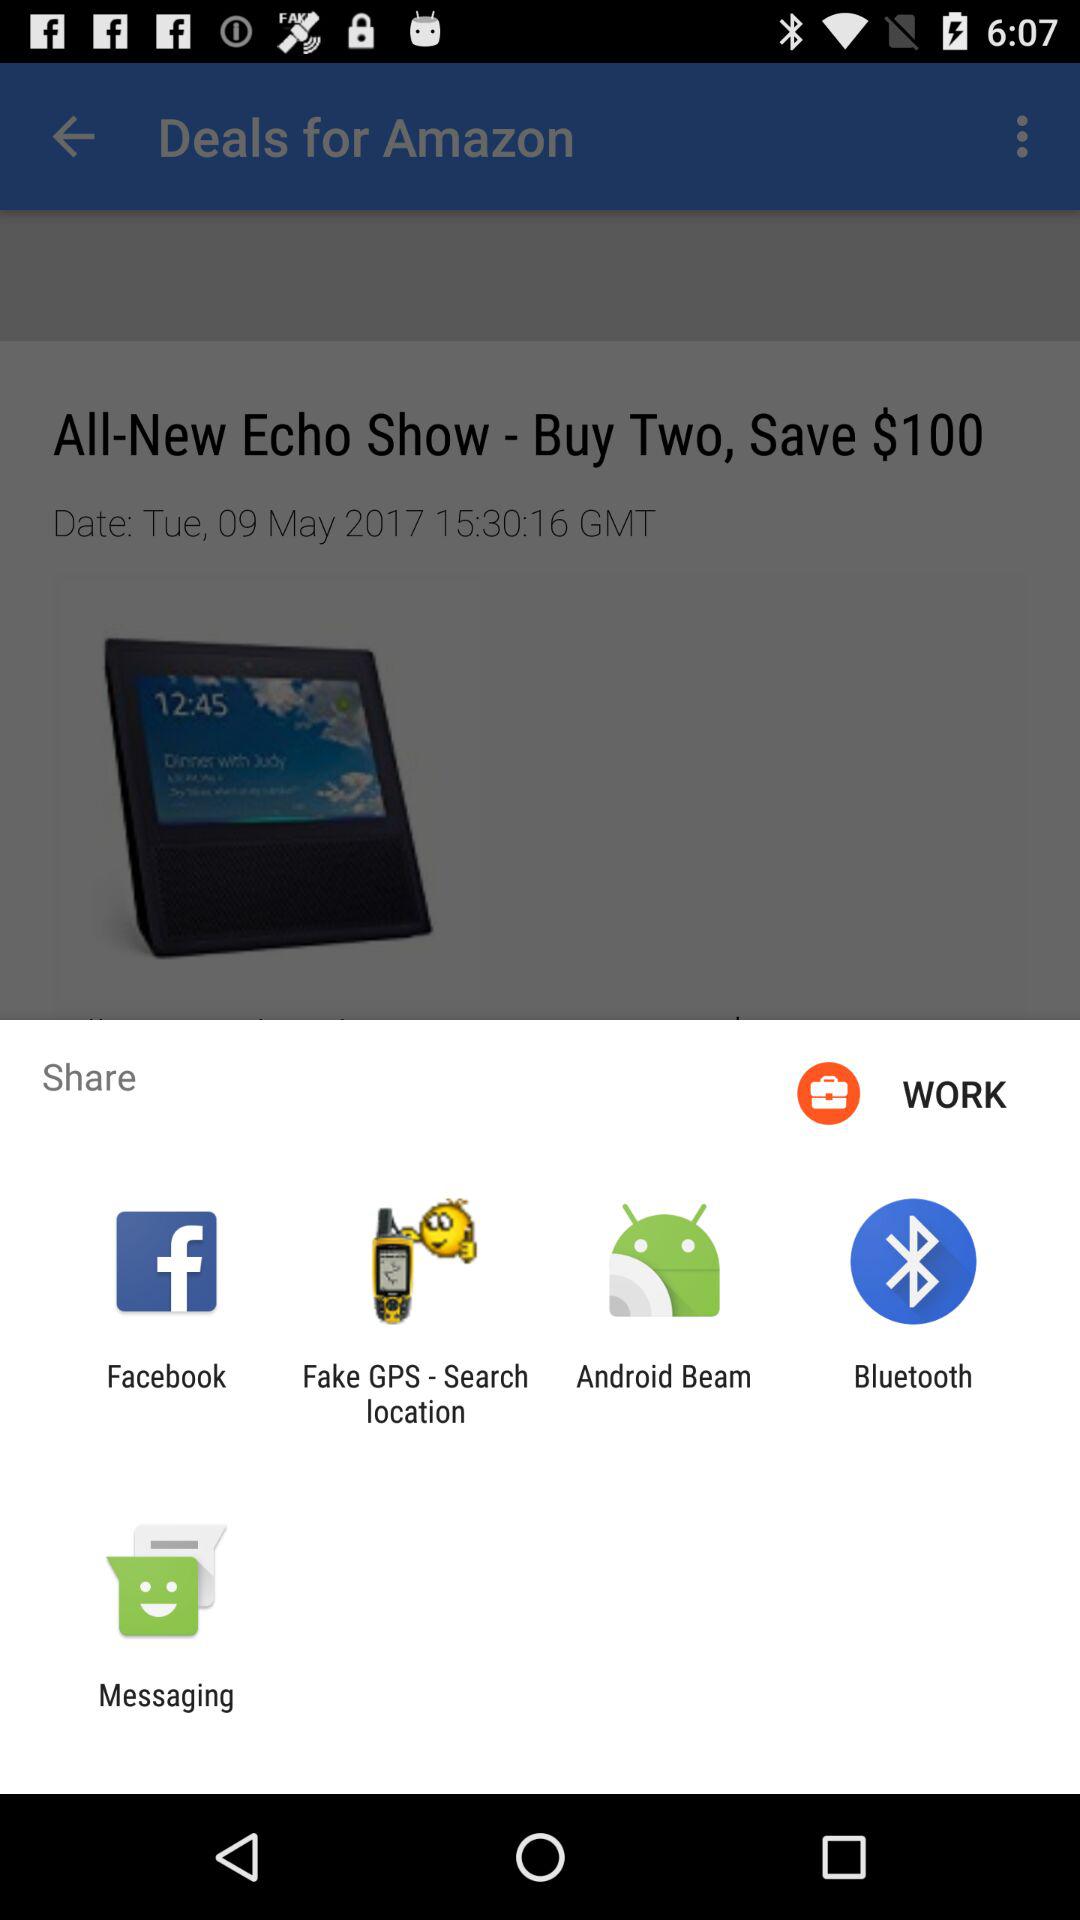 FAKE
6:07
Deals for Amazon
All-New Echo Show - Buy Two, Save $100
Date: Tue, 09 May 2017 15:30:16 GMT
12:45
Dinner with Judy
Share
WORK
Facebook
Fake GPS - Search
location
Android Beam
Bluetooth
Messaging